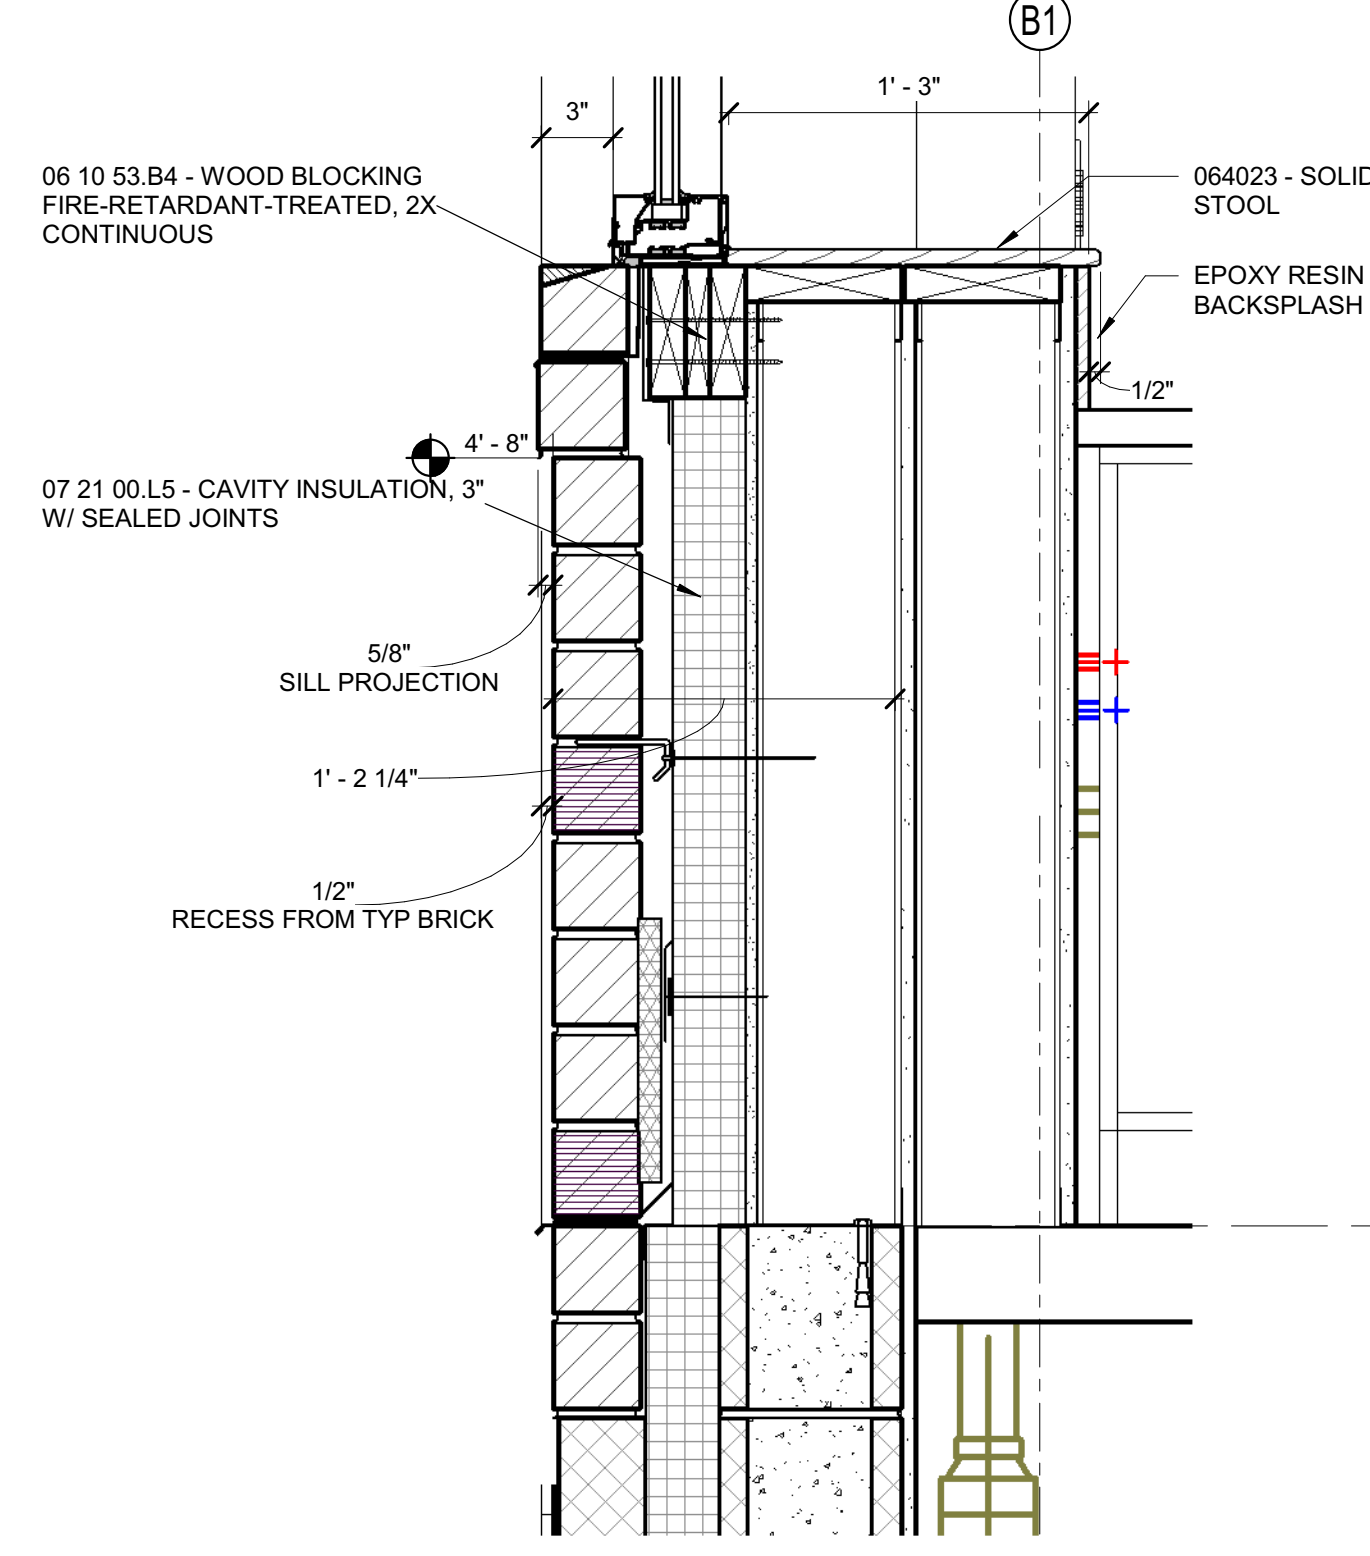 B1
3"
1' - 3"
06 10 53.B4 - WOOD BLOCKING
FIRE-RETARDANT-TREATED, 2X
CONTINUOUS
064023 - SOLID
STOOL
EPOXY RESIN
BACKSPLASH
1/2"
4' - 8"
07 21 00.L5 - CAVITY INSULATION, 3"
W/ SEALED JOINTS
5/8"
SILL PROJECTION
1' - 2 1/4"
1/2"
RECESS FROM TYP BRICK